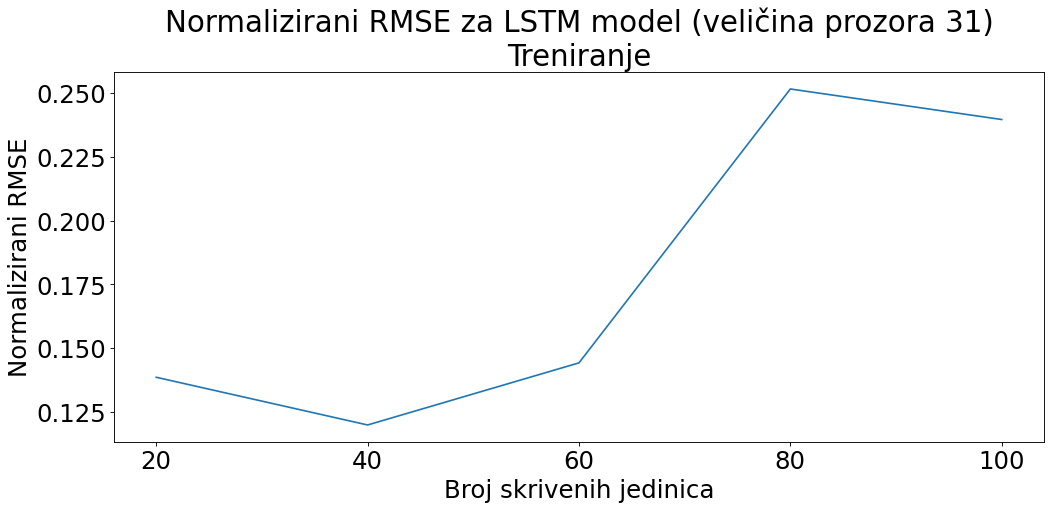 Normalizirani RMSE za LSTM model (veličina prozora 31)
Treniranje
Normalizirani RMSE
0.250
0.225
0.200
0.175
0.150
0.125
20 40 60 80 100
Broj skrivenih jedinica